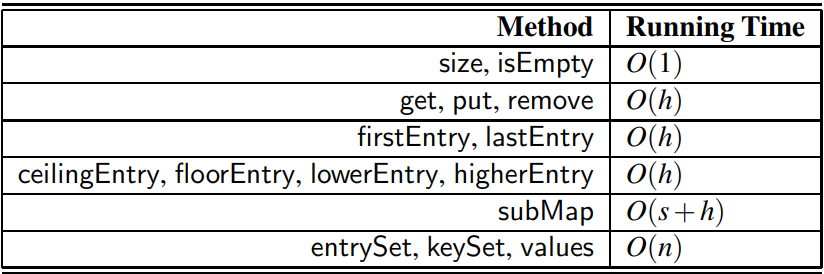 Method Running Time
size, isEmpty O(1)
get, put, remove O(h)
firstEntry, lastEntry O(h)
ceilingEntry, floorEntry, lowerEntry, higherEntry O(h)
subMap O(s+h)
entrySet, keySet, values O(n)